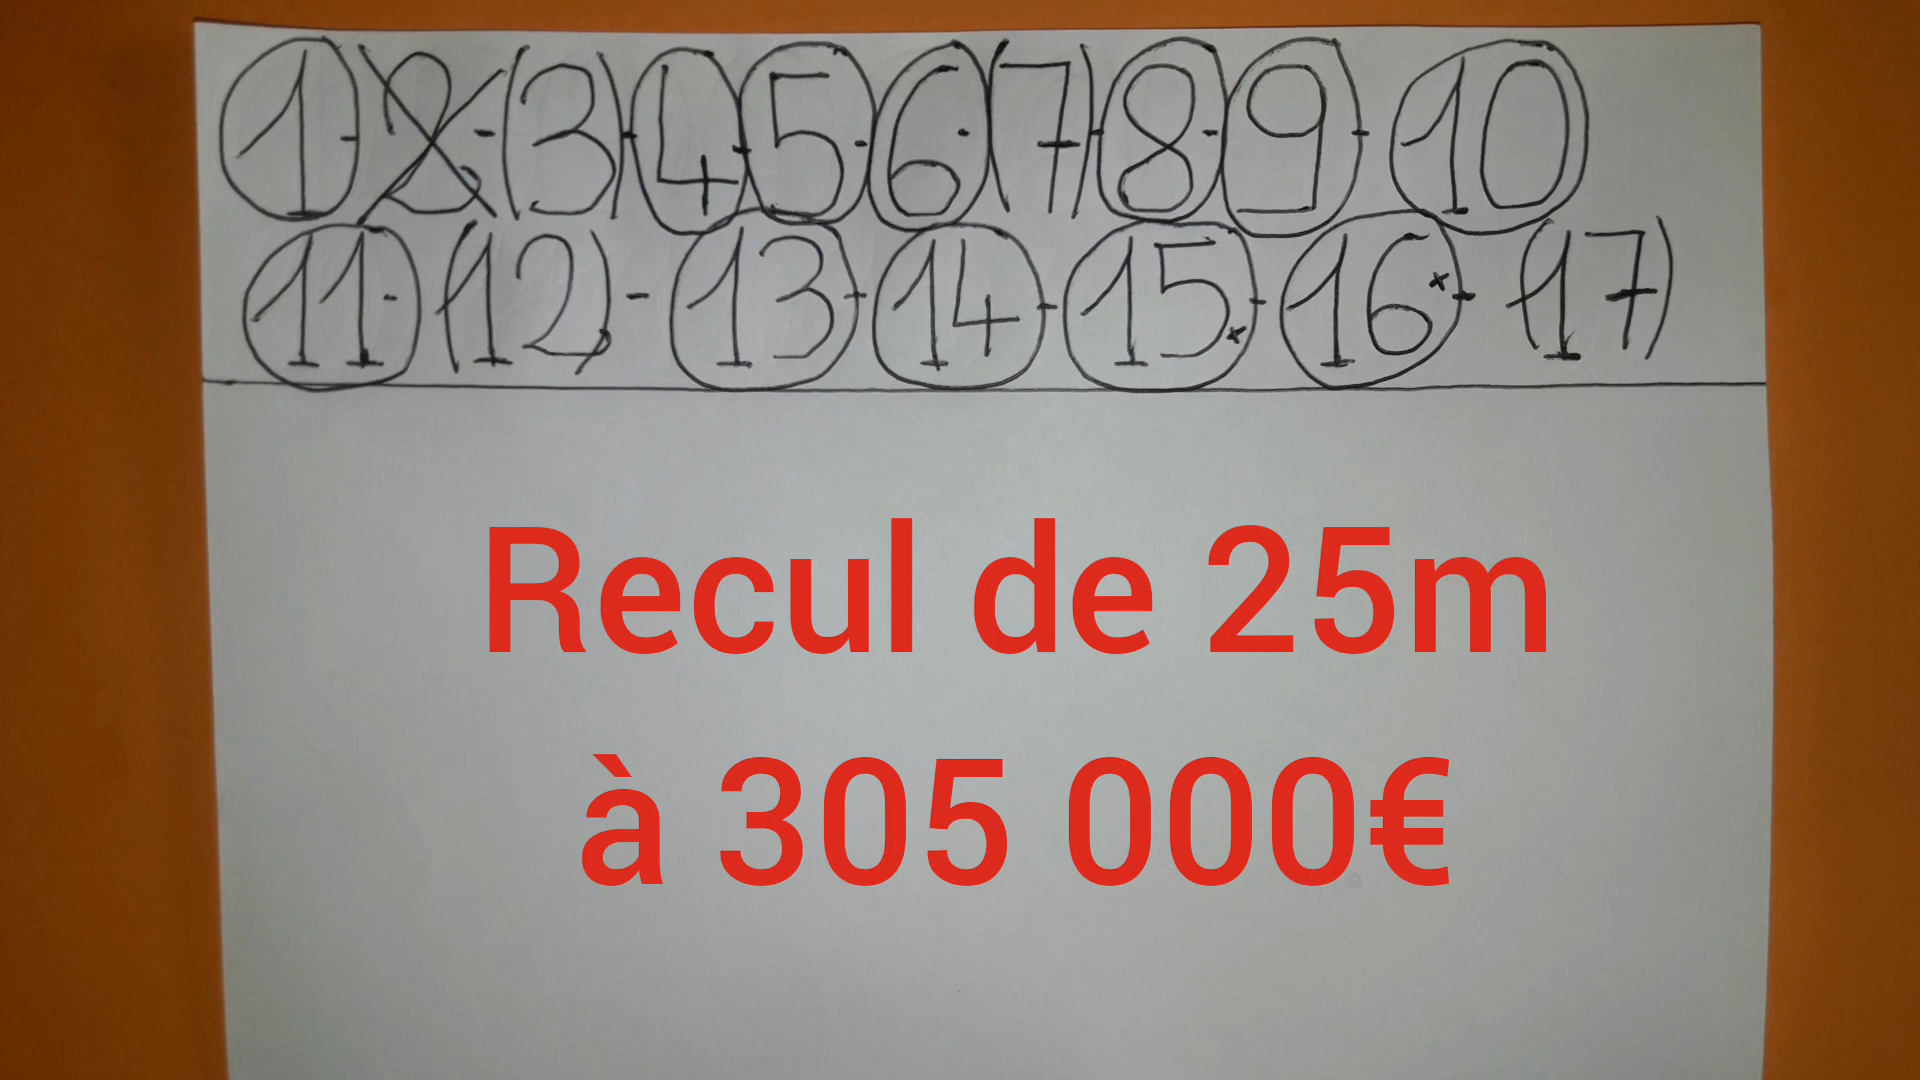 1-2-(3)-4-5-6-(7)-8-9-10
11-(12)-13-14-15-16-(17)
Recul de 25m
à 305 000€